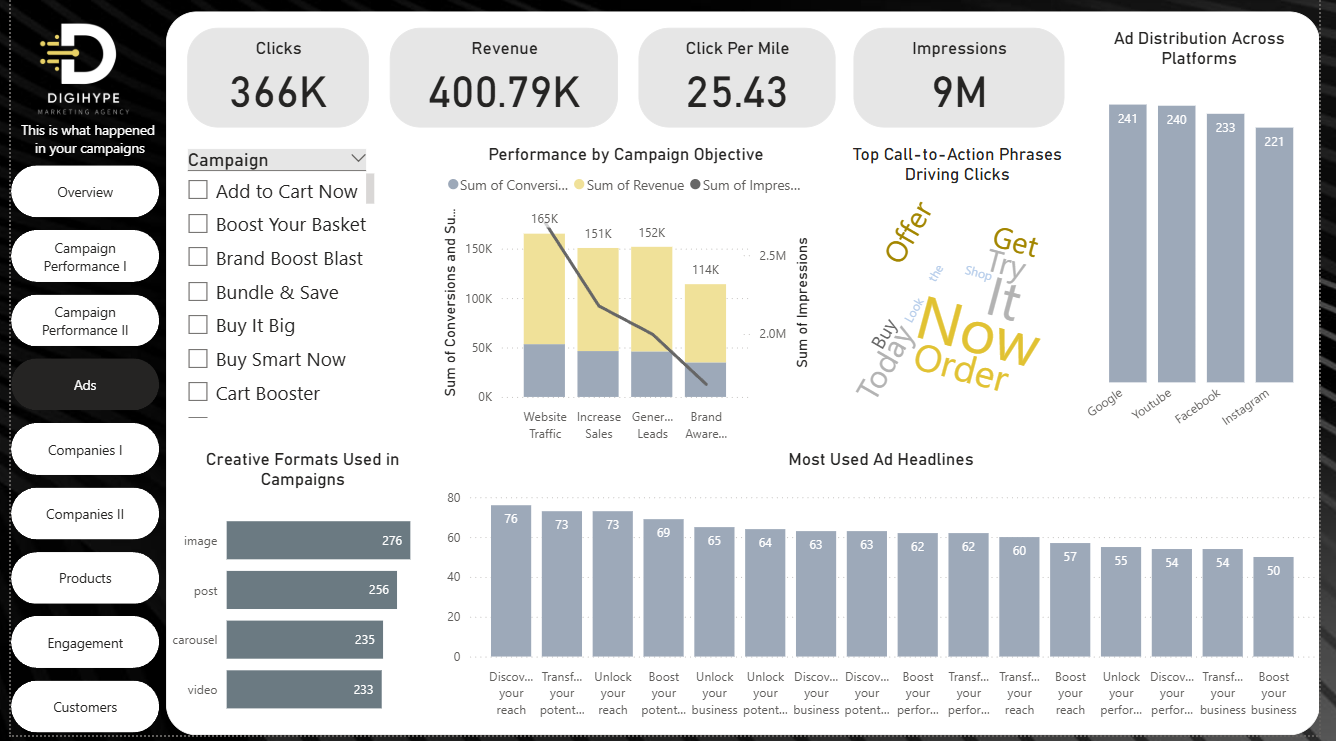 DIGIHYPE
MARKETING AGENCY
This is what happened
in your campaigns
Overview
Campaign
Performance I
Campaign
Performance II
Ads
Companies I
Companies II
Products
Engagement
Customers
Clicks
366K
Revenue
400.79K
Click Per Mile
25.43
Impressions
9M
Campaign
Add to Cart Now
Boost Your Basket
Brand Boost Blast
Bundle & Save
Buy It Big
Buy Smart Now
Cart Booster
Performance by Campaign Objective
Sum of Conversi... Sum of Revenue Sum of Impres...
Sum of Conversions and Su...
150K
100K
50K
0K
165K
151K
152K
114K
2.5M
2.0M
Sum of Impressions
Website
Traffic
Increase
Sales
Gener...
Leads
Brand
Aware...
Top Call-to-Action Phrases
Driving Clicks
Offer
Get
Try
the
Shop
It
Look
Now
Buy
Today
Order
Ad Distribution Across
Platforms
241
240
233
221
Google
Youtube
Facebook
Instagram
Creative Formats Used in
Campaigns
image 276
post 256
carousel 235
video 233
Most Used Ad Headlines
80
60
40
20
0
76
73
73
69
65
64
63
63
62
62
60
57
55
54
54
50
Discov...
your
reach
Transf...
your
potent...
Unlock
your
reach
Boost
your
potent...
Unlock
your
business
Unlock
your
potent...
Discov...
your
business
Discov...
your
potent...
Boost
your
perfor...
Transf...
your
perfor...
Transf...
your
reach
Boost
your
reach
Unlock
your
perfor...
Discov...
your
perfor...
Transf...
your
business
Boost
your
business